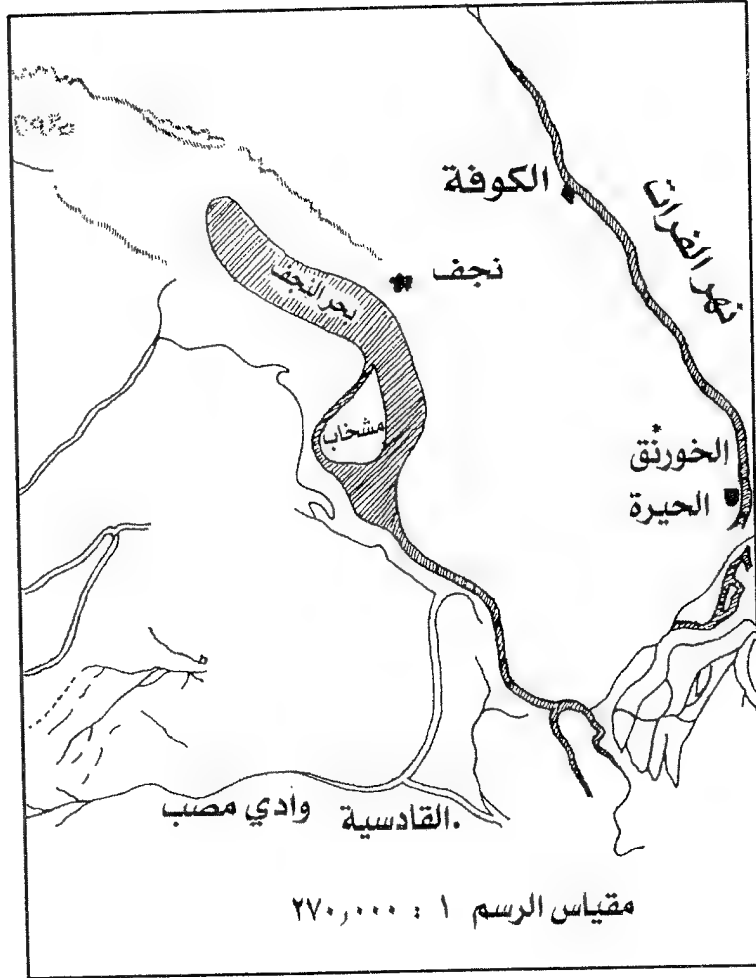 الكوفة
نهر الفرات
نجف
بحر النجف
مشخاب
الخورنق
الحيرة
القادسية
وادي مصب
مقياس الرسم ١ : ٢٧٠,٠٠٠